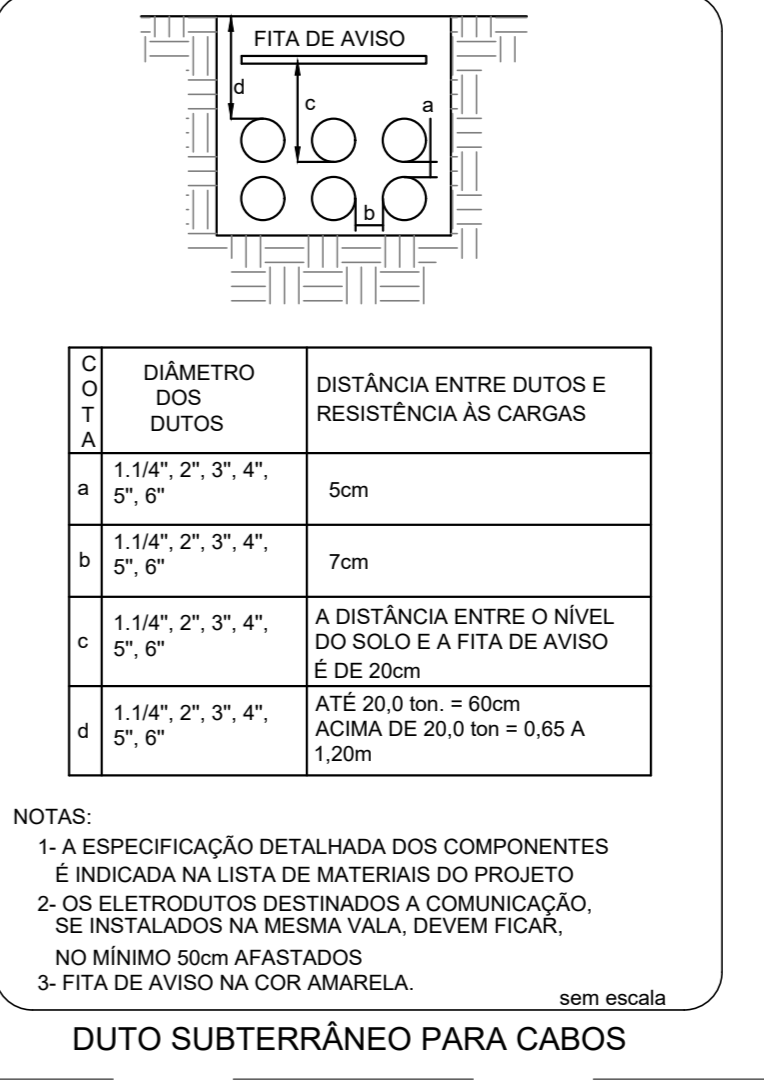 FITA DE AVISO
d
c
a
b
COTA
DIÂMETRO
DOS
DUTOS
DISTÂNCIA ENTRE DUTOS E
RESISTÊNCIA ÀS CARGAS
a
1.1/4", 2", 3", 4",
5", 6"
5cm
b
1.1/4", 2", 3", 4",
5", 6"
7cm
c
1.1/4", 2", 3", 4",
5", 6"
A DISTÂNCIA ENTRE O NÍVEL
DO SOLO E A FITA DE AVISO
É DE 20cm
d
1.1/4", 2", 3", 4",
5", 6"
ATÉ 20,0 ton. = 60cm
ACIMA DE 20,0 ton = 0,65 A
1,20m
NOTAS:
1- A ESPECIFICAÇÃO DETALHADA DOS COMPONENTES
É INDICADA NA LISTA DE MATERIAIS DO PROJETO
2- OS ELETRODUTOS DESTINADOS A COMUNICAÇÃO,
SE INSTALADOS NA MESMA VALA, DEVEM FICAR,
NO MÍNIMO 50cm AFASTADOS
3- FITA DE AVISO NA COR AMARELA.
sem escala
DUTO SUBTERRÂNEO PARA CABOS